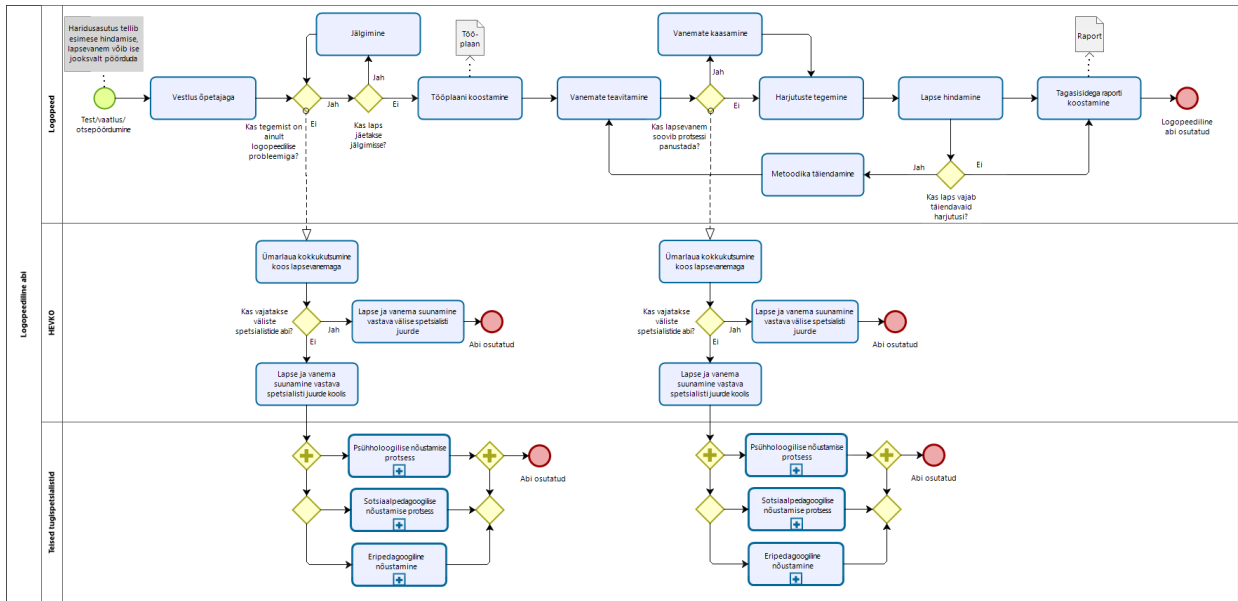 Logopeediline abi
Logopeed
Haridusasutus tellib
esimese hindamise,
lapsevanem võib ise
jooksvalt pöörduda
Test/vaatlus/
otsepöördumine
Vestlus õpetajaga
Kas tegemist on
ainult
logopeedilise
probleemiga?
Jah
Ei
Jälgimine
Jah
Ei
Kas laps
jäetakse
jälgimisse?
Töö-
plaan
Tööplaani koostamine
Vanemate teavitamine
Vanemate kaasamine
Jah
Ei
Kas lapsevanem
soovib protsessi
panustada?
Harjutuste tegemine
Lapse hindamine
Metoodika täiendamine
Jah
Ei
Kas laps vajab
täiendavaid
harjutusi?
Raport
Tagasisidega raporti
koostamine
Logopeediline
abi osutatud
HEVKO
Ümarlaua kokkukutsumine
koos lapsevanemaga
Kas vajatakse
väliste
spetsialistide abi?
Jah
Ei
Lapse ja vanema suunamine
vastava välise spetsialisti
juurde
Abi osutatud
Lapse ja vanema
suunamine vastava
spetsialisti juurde koolis
Ümarlaua kokkukutsumine
koos lapsevanemaga
Kas vajatakse
väliste
spetsialistide abi?
Jah
Ei
Lapse ja vanema suunamine
vastava välise spetsialisti
juurde
Abi osutatud
Lapse ja vanema
suunamine vastava
spetsialisti juurde koolis
Teised tugispetsialistid
Psühholoogilise nõustamise
protsess
Abi osutatud
Sotsiaalpedagoogilise
nõustamise protsess
Eripedagoogiline
nõustamine
Psühholoogilise nõustamise
protsess
Abi osutatud
Sotsiaalpedagoogilise
nõustamise protsess
Eripedagoogiline
nõustamine